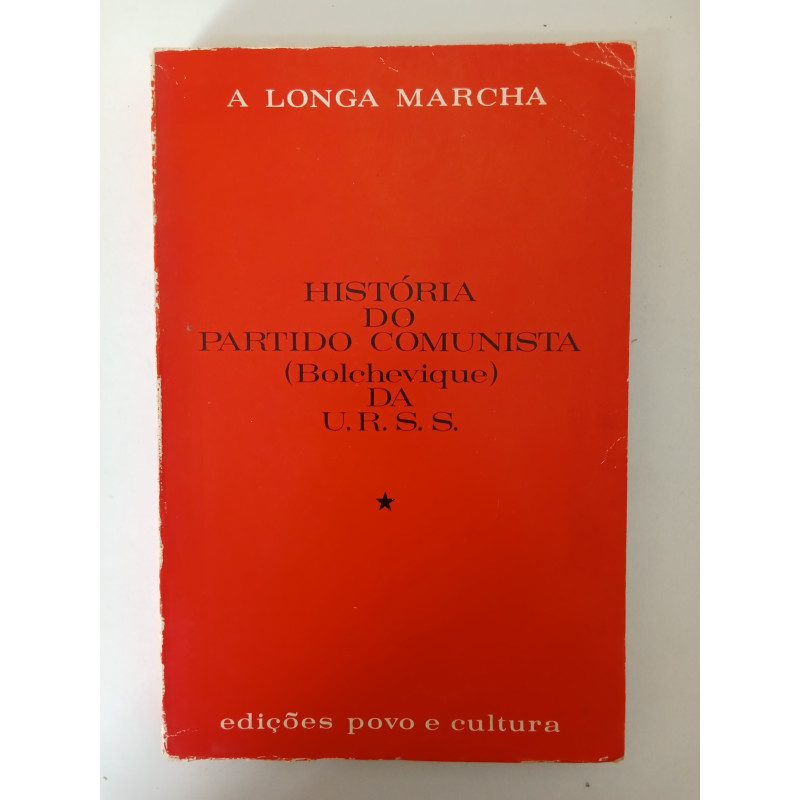 A LONGA MARCHA
HISTÓRIA
DO
PARTIDO COMUNISTA
(Bolchevique)
DA
U. R. S. S.
edições povo e cultura